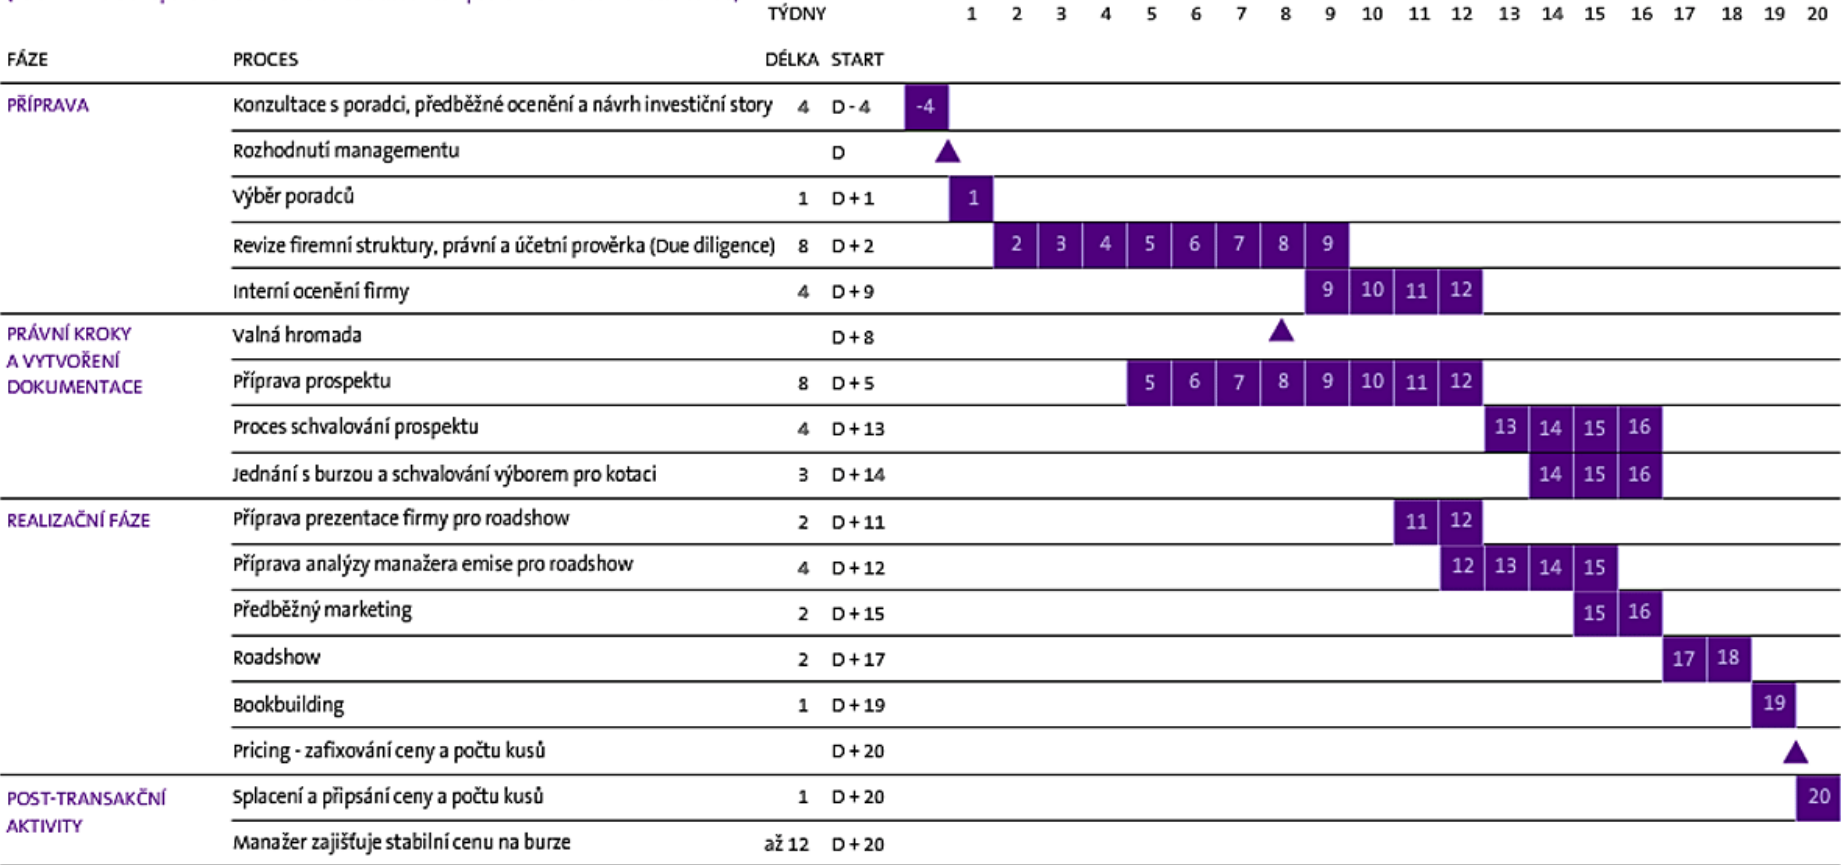 TÝDNY 1 2 3 4 5 6 7 8 9 10 11 12 13 14 15 16 17 18 19 20
FÁZE PROCES DÉLKA START
PŘÍPRAVA Konzultace s poradci, předběžné ocenění a návrh investiční story 4 D - 4 -4
Rozhodnutí managementu D
Výběr poradců 1 D + 1 1
Revize firemní struktury, právní a účetní prověrka (Due diligence) 8 D + 2 2 3 4 5 6 7 8 9
Interní ocenění firmy 4 D + 9 9 10 11 12
PRÁVNÍ KROKY Valná hromada D + 8
A VYTVOŘENÍ
DOKUMENTACE Příprava prospektu 8 D + 5 5 6 7 8 9 10 11 12
Proces schvalování prospektu 4 D + 13 13 14 15 16
Jednání s burzou a schvalování výborem pro kotaci 3 D + 14 14 15 16
REALIZAČNÍ FÁZE Příprava prezentace firmy pro roadshow 2 D + 11 11 12
Příprava analýzy manažera emise pro roadshow 4 D + 12 12 13 14 15
Předběžný marketing 2 D + 15 15 16
Roadshow 2 D + 17 17 18
Bookbuilding 1 D + 19 19
Pricing - zafixování ceny a počtu kusů D + 20
POST-TRANSAKČNÍ Splacení a připsání ceny a počtu kusů 1 D + 20 20
AKTIVITY
Manažer zajišťuje stabilní cenu na burze až 12 D + 20